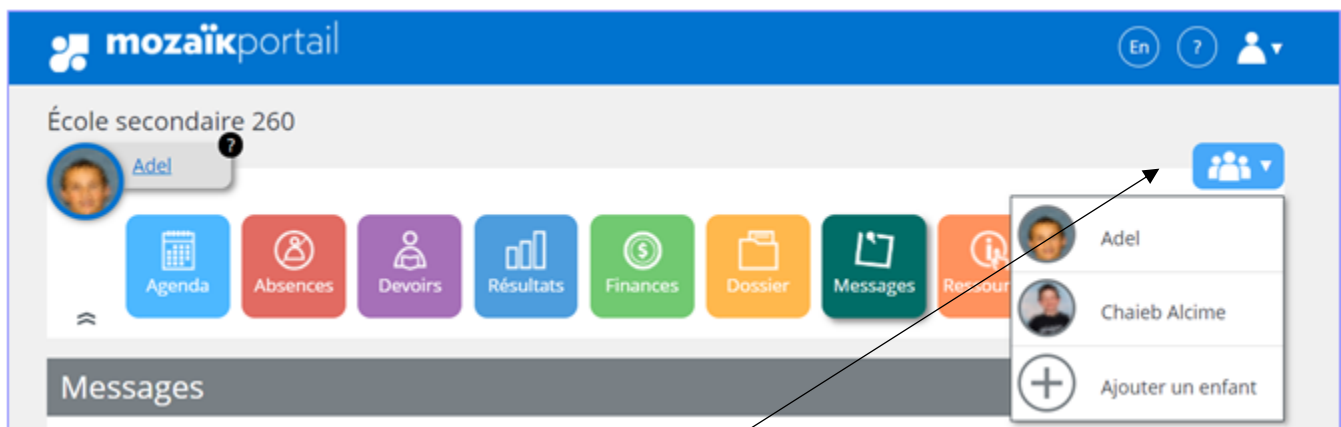 mozaïkportail
En
?
École secondaire 260
?
Adel
Agenda
Absences
Devoirs
Résultats
Finances
Dossier
Messages
Ressour
Adel
Chaieb Alcime
Ajouter un enfant
Messages